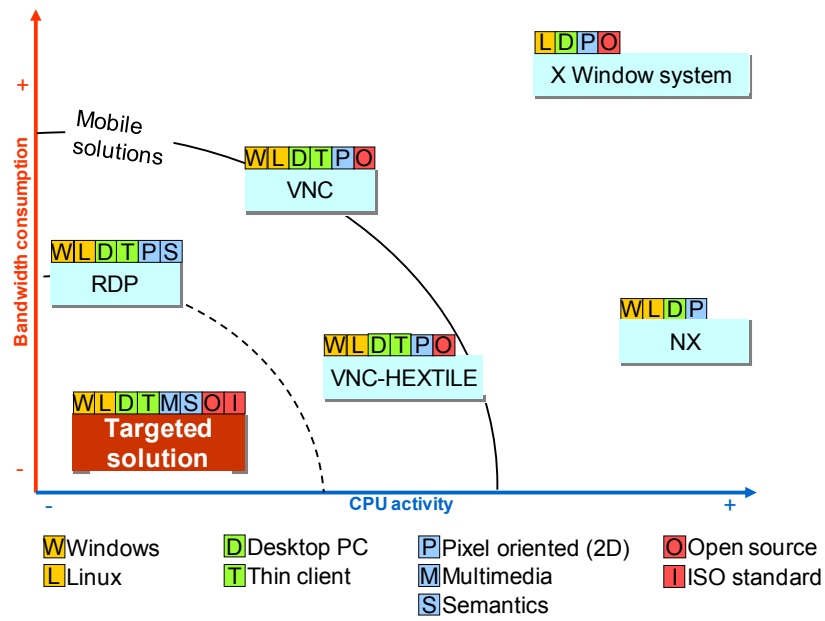 LDPO
X Window system
+
Mobile
solutions
WLDTPO
VNC
Bandwidth consumption
WLDTPS
RDP
WLDP
NX
WLDTPO
VNC-HEXTILE
WLDTMSOI
Targeted
solution
-
- CPU activity +
W Windows D Desktop PC P Pixel oriented (2D) O Open source
L Linux T Thin client M Multimedia I ISO standard
S Semantics